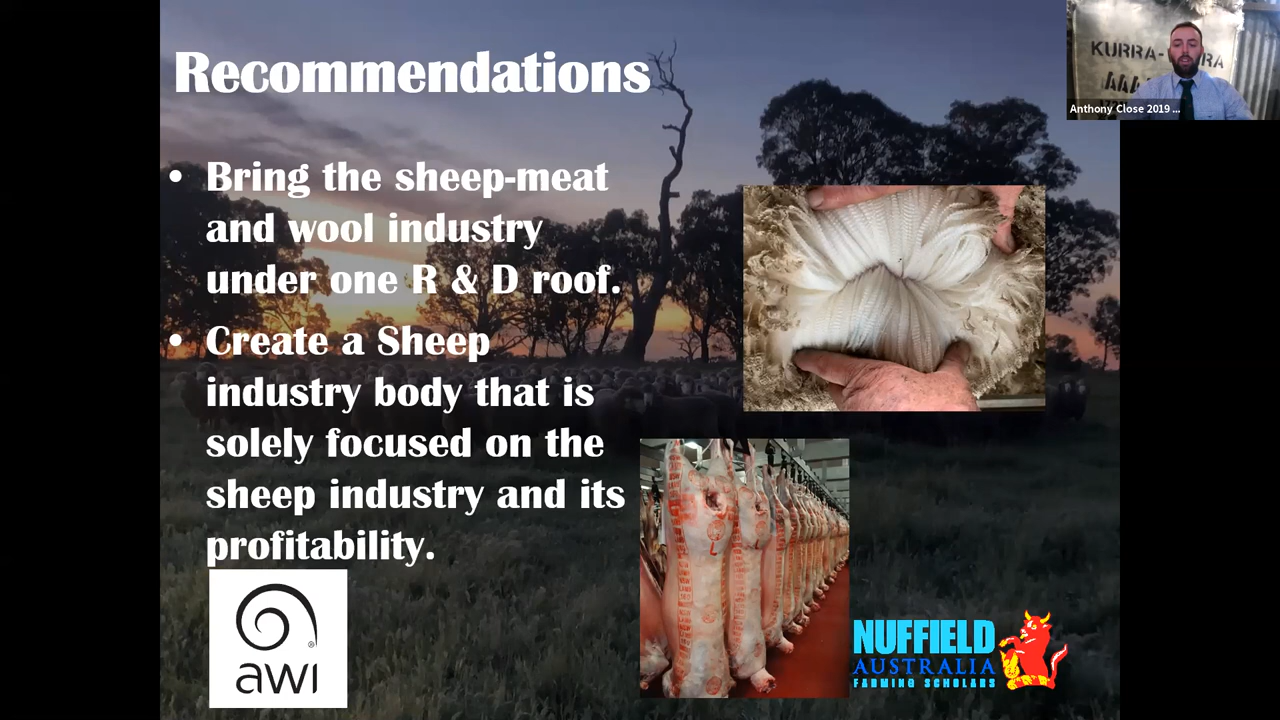 Recommendations
• Bring the sheep-meat
and wool industry
under one R & D roof.
• Create a Sheep
industry body that is
solely focused on the
sheep industry and its
profitability.
awi
®
NUFFIELD
AUSTRALIA
FARMING SCHOLARS
L
Anthony Close 2019 ...
KURRA-